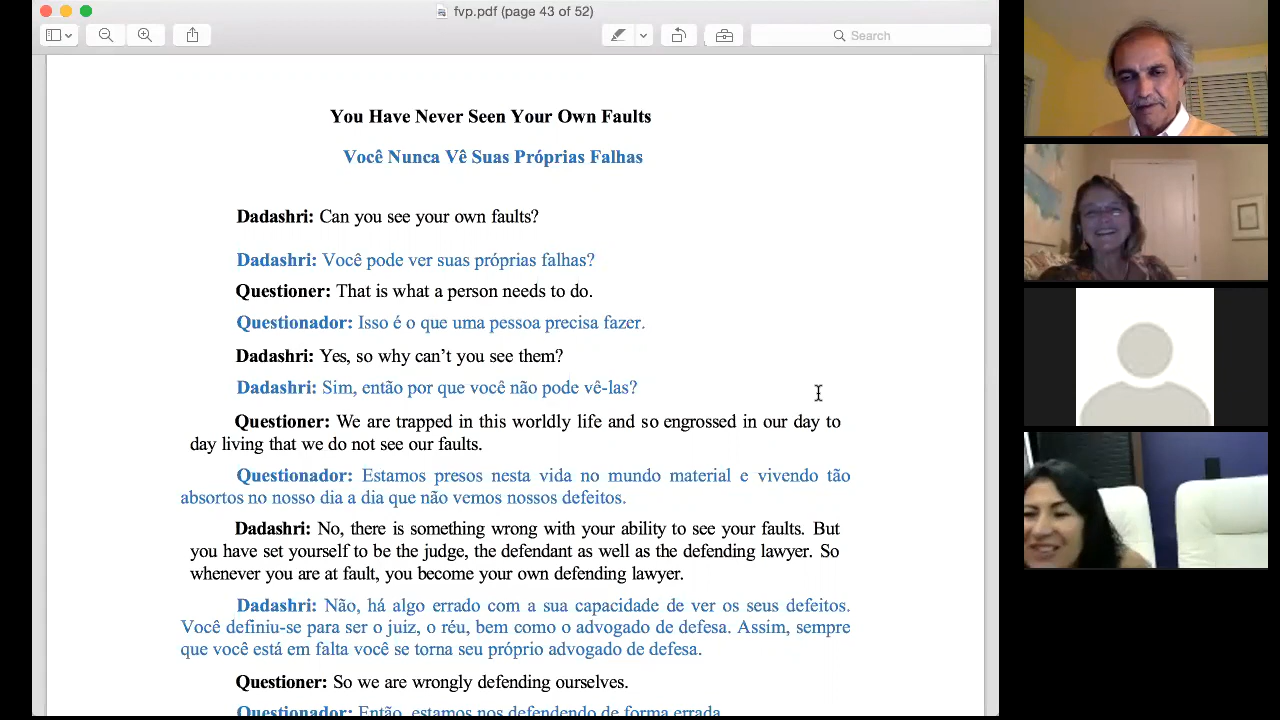 fvp.pdf (page 43 of 52)
Search
You Have Never Seen Your Own Faults
Você Nunca Vê Suas Próprias Falhas
Dadashri: Can you see your own faults?
Dadashri: Você pode ver suas próprias falhas?
Questioner: That is what a person needs to do.
Questionador: Isso é o que uma pessoa precisa fazer.
Dadashri: Yes, so why can't you see them?
Dadashri: Sim, então por que você não pode vê-las?
Questioner: We are trapped in this worldly life and so engrossed in our day to
day living that we do not see our faults.
Questionador: Estamos presos nesta vida no mundo material e vivendo tão
absortos no nosso dia a dia que não vemos nossos defeitos.
Dadashri: No, there is something wrong with your ability to see your faults. But
you have set yourself to be the judge, the defendant as well as the defending lawyer. So
whenever you are at fault, you become your own defending lawyer.
Dadashri: Não, há algo errado com a sua capacidade de ver os seus defeitos.
Você definiu-se para ser o juiz, o réu, bem como o advogado de defesa. Assim, sempre
que você está em falta você se torna seu próprio advogado de defesa.
Questioner: So we are wrongly defending ourselves.
Questionador: Então, estamos nos defendendo de forma errada.